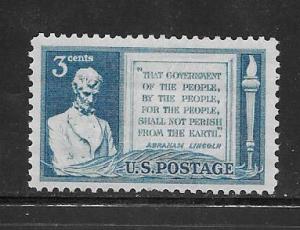 3 cents
"THAT GOVERNMENT
OF THE PEOPLE,
BY THE PEOPLE,
FOR THE PEOPLE,
SHALL NOT PERISH
FROM THE EARTH."
ABRAHAM LINCOLN
U.S. POSTAGE